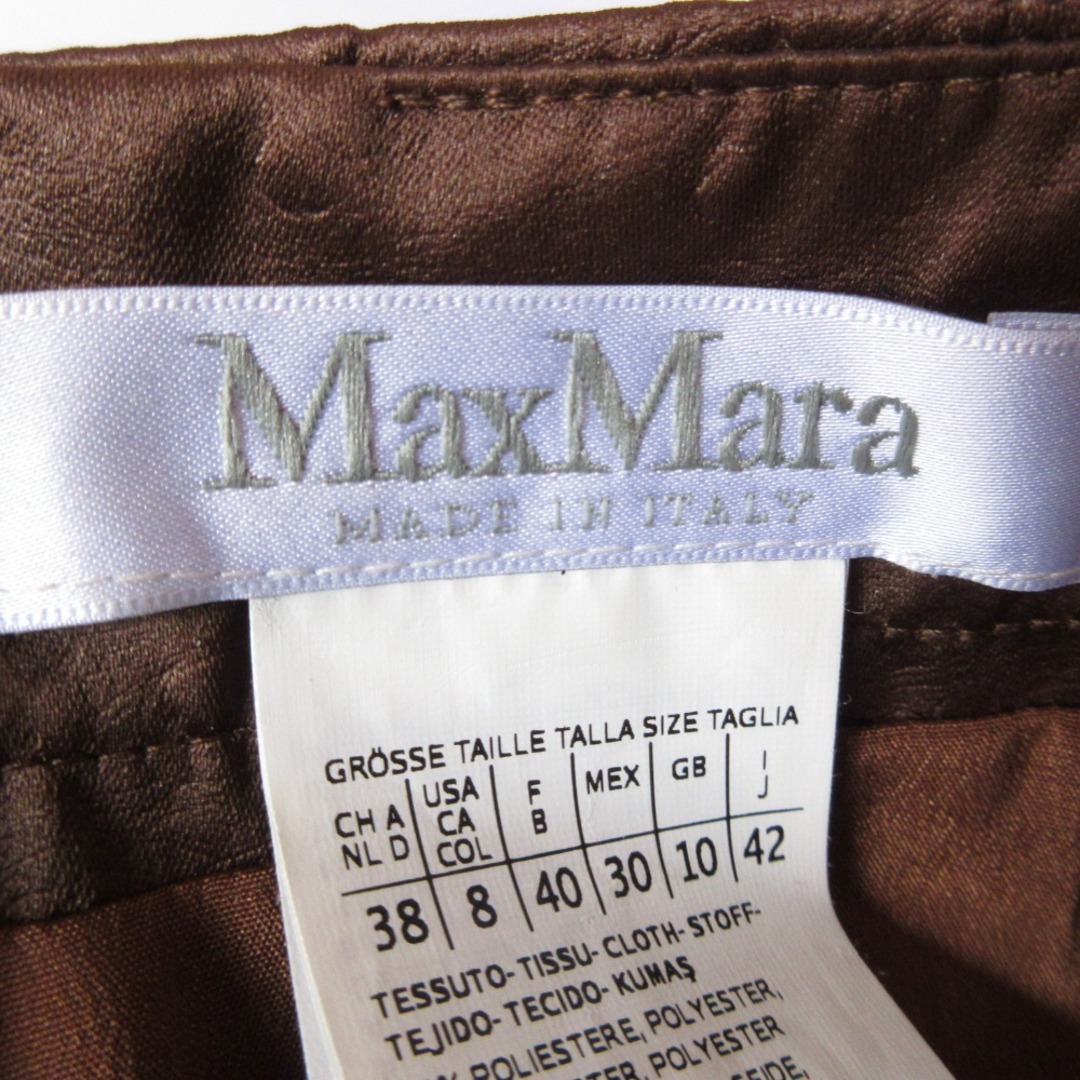 MaxMara
MADE IN ITALY
GRÖSSE TAILLE TALLA SIZE TAGLIA
CH A NL D | USA CA COL | F B | MEX | GB | I J
38 | 8 | 40 | 30 | 10 | 42
TESSUTO-TISSU-CLOTH-STOFF-
TEJIDO-TECIDO-KUMAŞ
% POLIESTERE, POLYESTER,
POLYESTER
SEIDE,